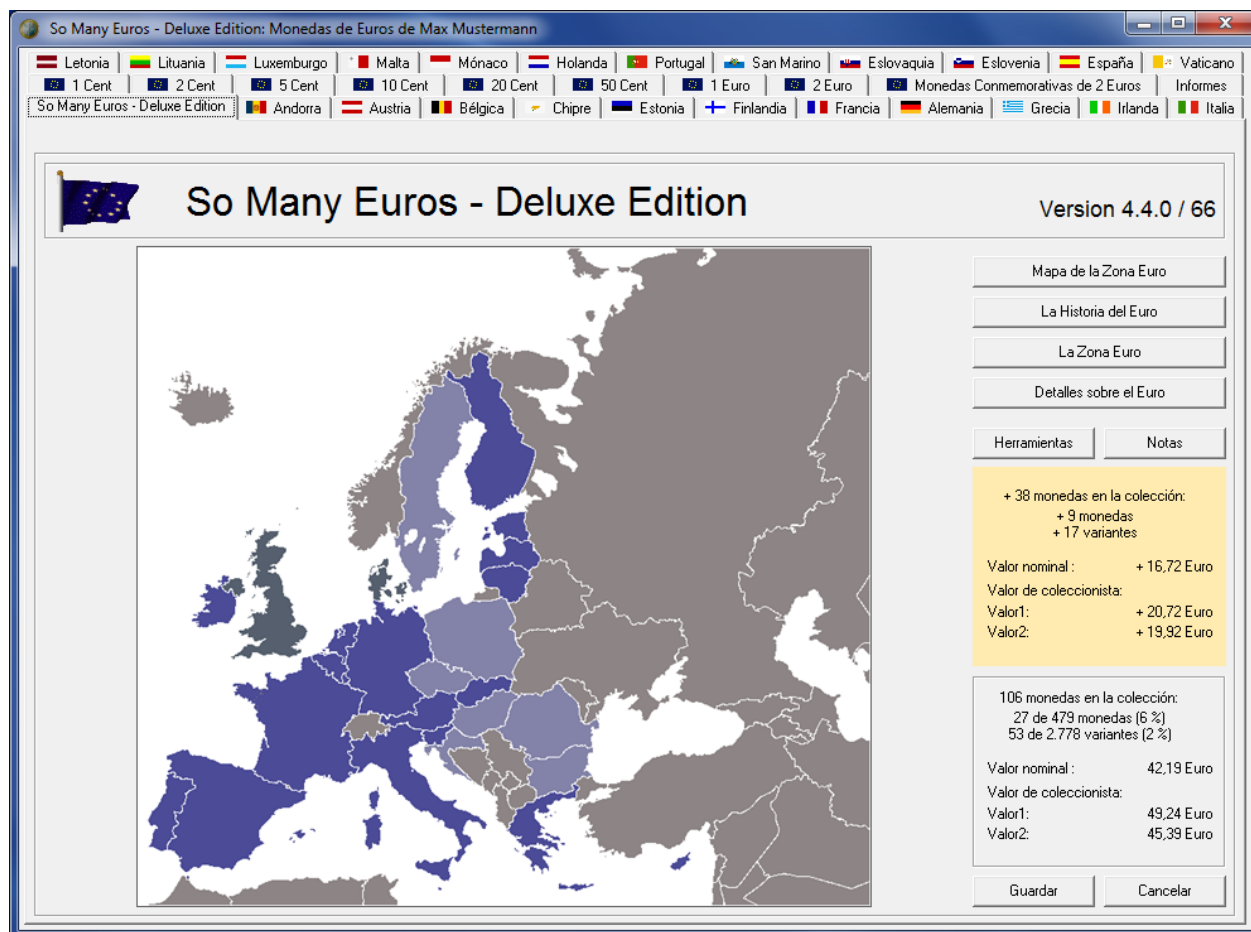 So Many Euros - Deluxe Edition: Monedas de Euros de Max Mustermann
Letonia Lituania Luxemburgo Malta Mónaco Holanda Portugal San Marino Eslovaquia Eslovenia España Vaticano
1 Cent 2 Cent 5 Cent 10 Cent 20 Cent 50 Cent 1 Euro 2 Euro Monedas Conmemorativas de 2 Euros Informes
So Many Euros - Deluxe Edition Andorra Austria Bélgica Chipre Estonia Finlandia Francia Alemania Grecia Irlanda Italia
So Many Euros - Deluxe Edition
Version 4.4.0 / 66
Mapa de la Zona Euro
La Historia del Euro
La Zona Euro
Detalles sobre el Euro
Herramientas Notas
+ 38 monedas en la colección:
+ 9 monedas
+ 17 variantes
Valor nominal : + 16,72 Euro
Valor de coleccionista:
Valor1: + 20,72 Euro
Valor2: + 19,92 Euro
106 monedas en la colección:
27 de 479 monedas (6 %)
53 de 2.778 variantes (2 %)
Valor nominal : 42,19 Euro
Valor de coleccionista:
Valor1: 49,24 Euro
Valor2: 45,39 Euro
Guardar Cancelar